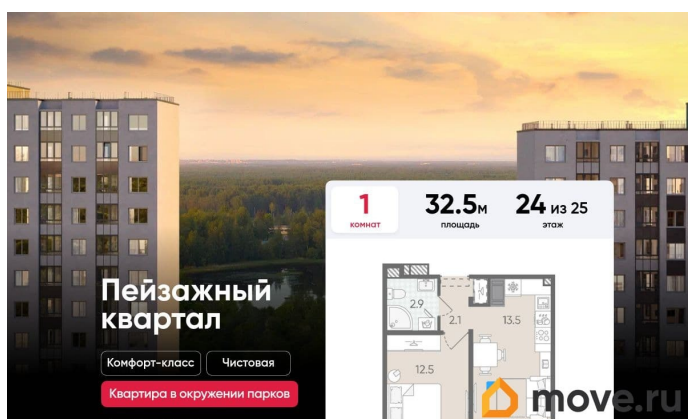 1
комнат
32.5м
площадь
24 из 25
этаж
Пейзажный
квартал
Комфорт-класс
Чистовая
Квартира в окружении парков
2.9
2.1
13.5
12.5
move.ru